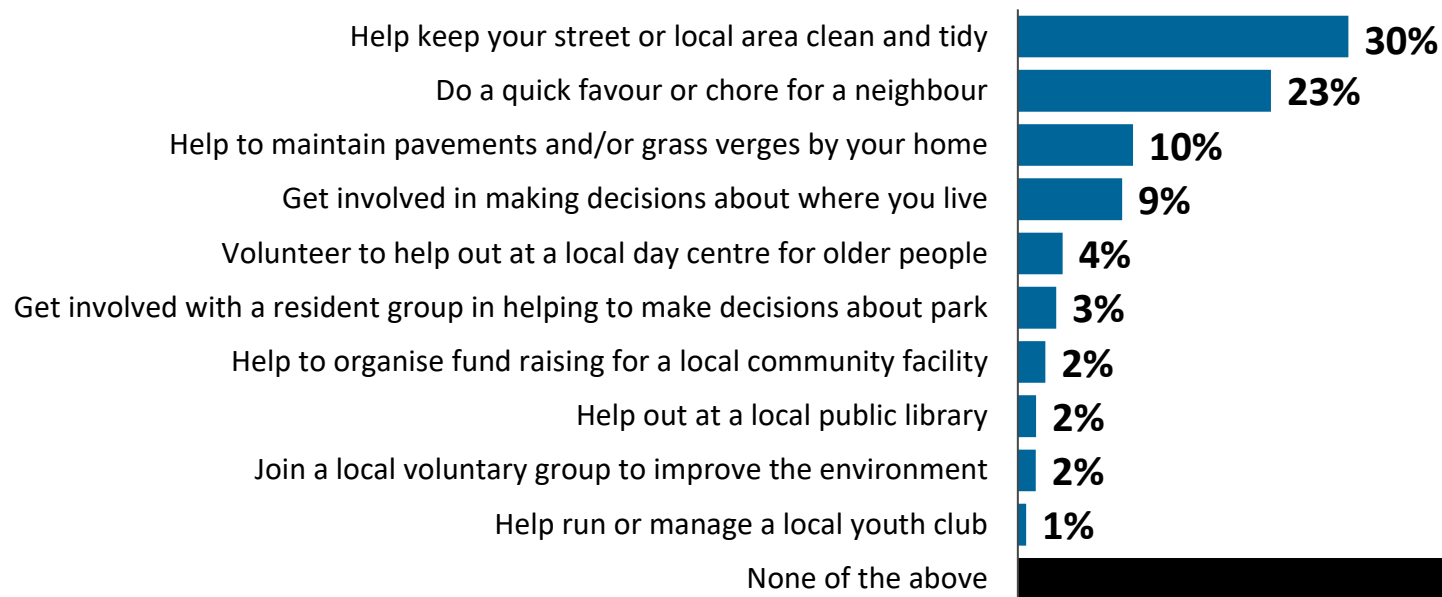 Help keep your street or local area clean and tidy 30%
Do a quick favour or chore for a neighbour 23%
Help to maintain pavements and/or grass verges by your home 10%
Get involved in making decisions about where you live 9%
Volunteer to help out at a local day centre for older people 4%
Get involved with a resident group in helping to make decisions about park 3%
Help to organise fund raising for a local community facility 2%
Help out at a local public library 2%
Join a local voluntary group to improve the environment 2%
Help run or manage a local youth club 1%
None of the above